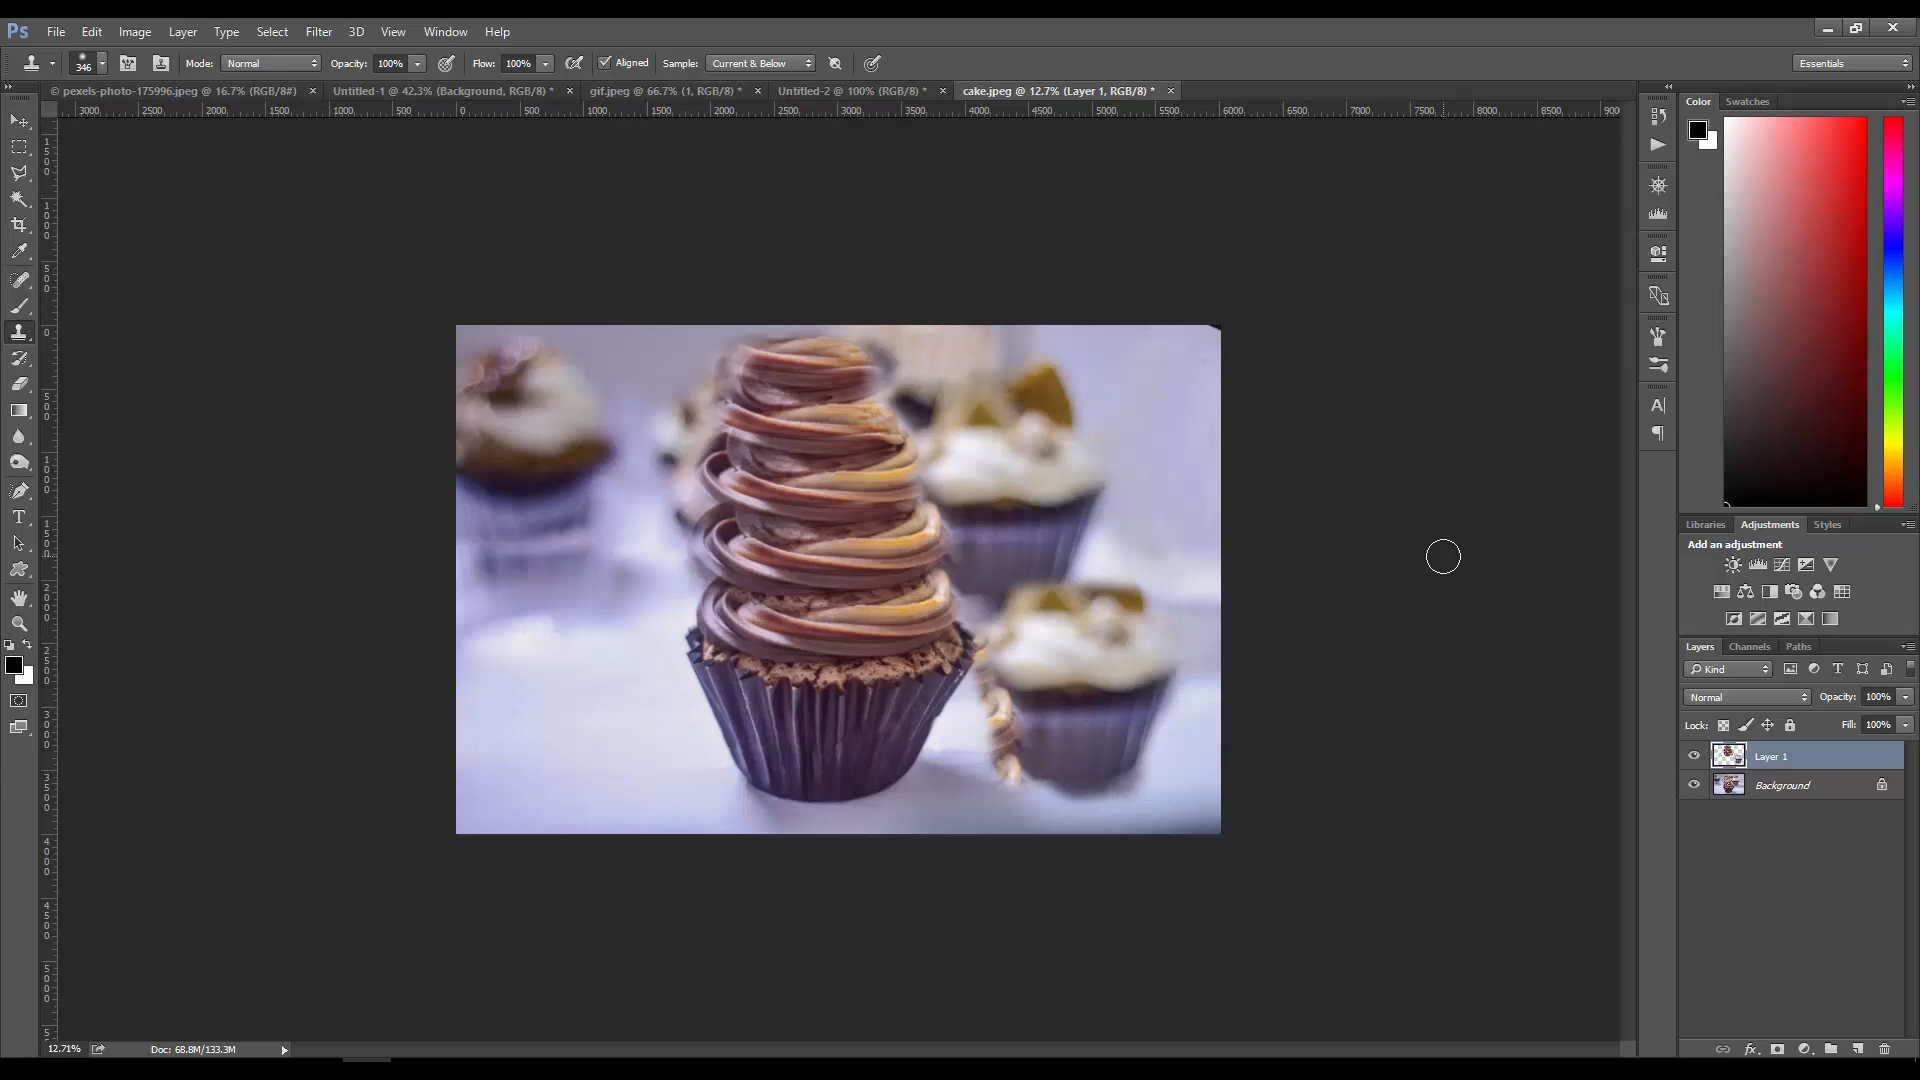 Ps File Edit Image Layer Type Select Filter 3D View Window Help
346 Mode: Normal Opacity: 100% Flow: 100% Aligned Sample: Current & Below Essentials
© pexels-photo-175996.jpeg @ 16.7% (RGB/8#) × Untitled-1 @ 42.3% (Background, RGB/8) * × gif.jpeg @ 66.7% (1, RGB/8) * × Untitled-2 @ 100% (RGB/8) * × cake.jpeg @ 12.7% (Layer 1, RGB/8) * ×
3000 2500 2000 1500 1000 500 0 500 1000 1500 2000 2500 3000 3500 4000 4500 5000 5500 6000 6500 7000 7500 8000 8500 900
Color Swatches
Libraries Adjustments Styles
Add an adjustment
Layers Channels Paths
Kind T
Normal Opacity: 100%
Lock: Fill: 100%
Layer 1
Background
12.71% Doc: 68.8M/133.3M
fx